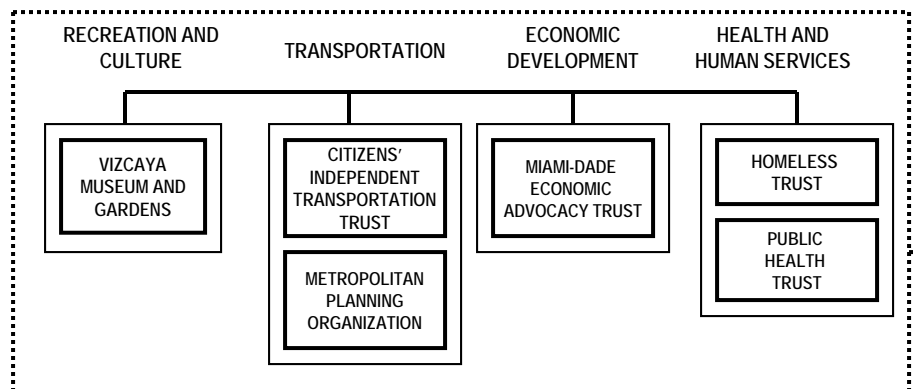 RECREATION AND
CULTURE
TRANSPORTATION
ECONOMIC
DEVELOPMENT
HEALTH AND
HUMAN SERVICES
VIZCAYA
MUSEUM AND
GARDENS
CITIZENS'
INDEPENDENT
TRANSPORTATION
TRUST
METROPOLITAN
PLANNING
ORGANIZATION
MIAMI-DADE
ECONOMIC
ADVOCACY TRUST
HOMELESS
TRUST
PUBLIC
HEALTH
TRUST